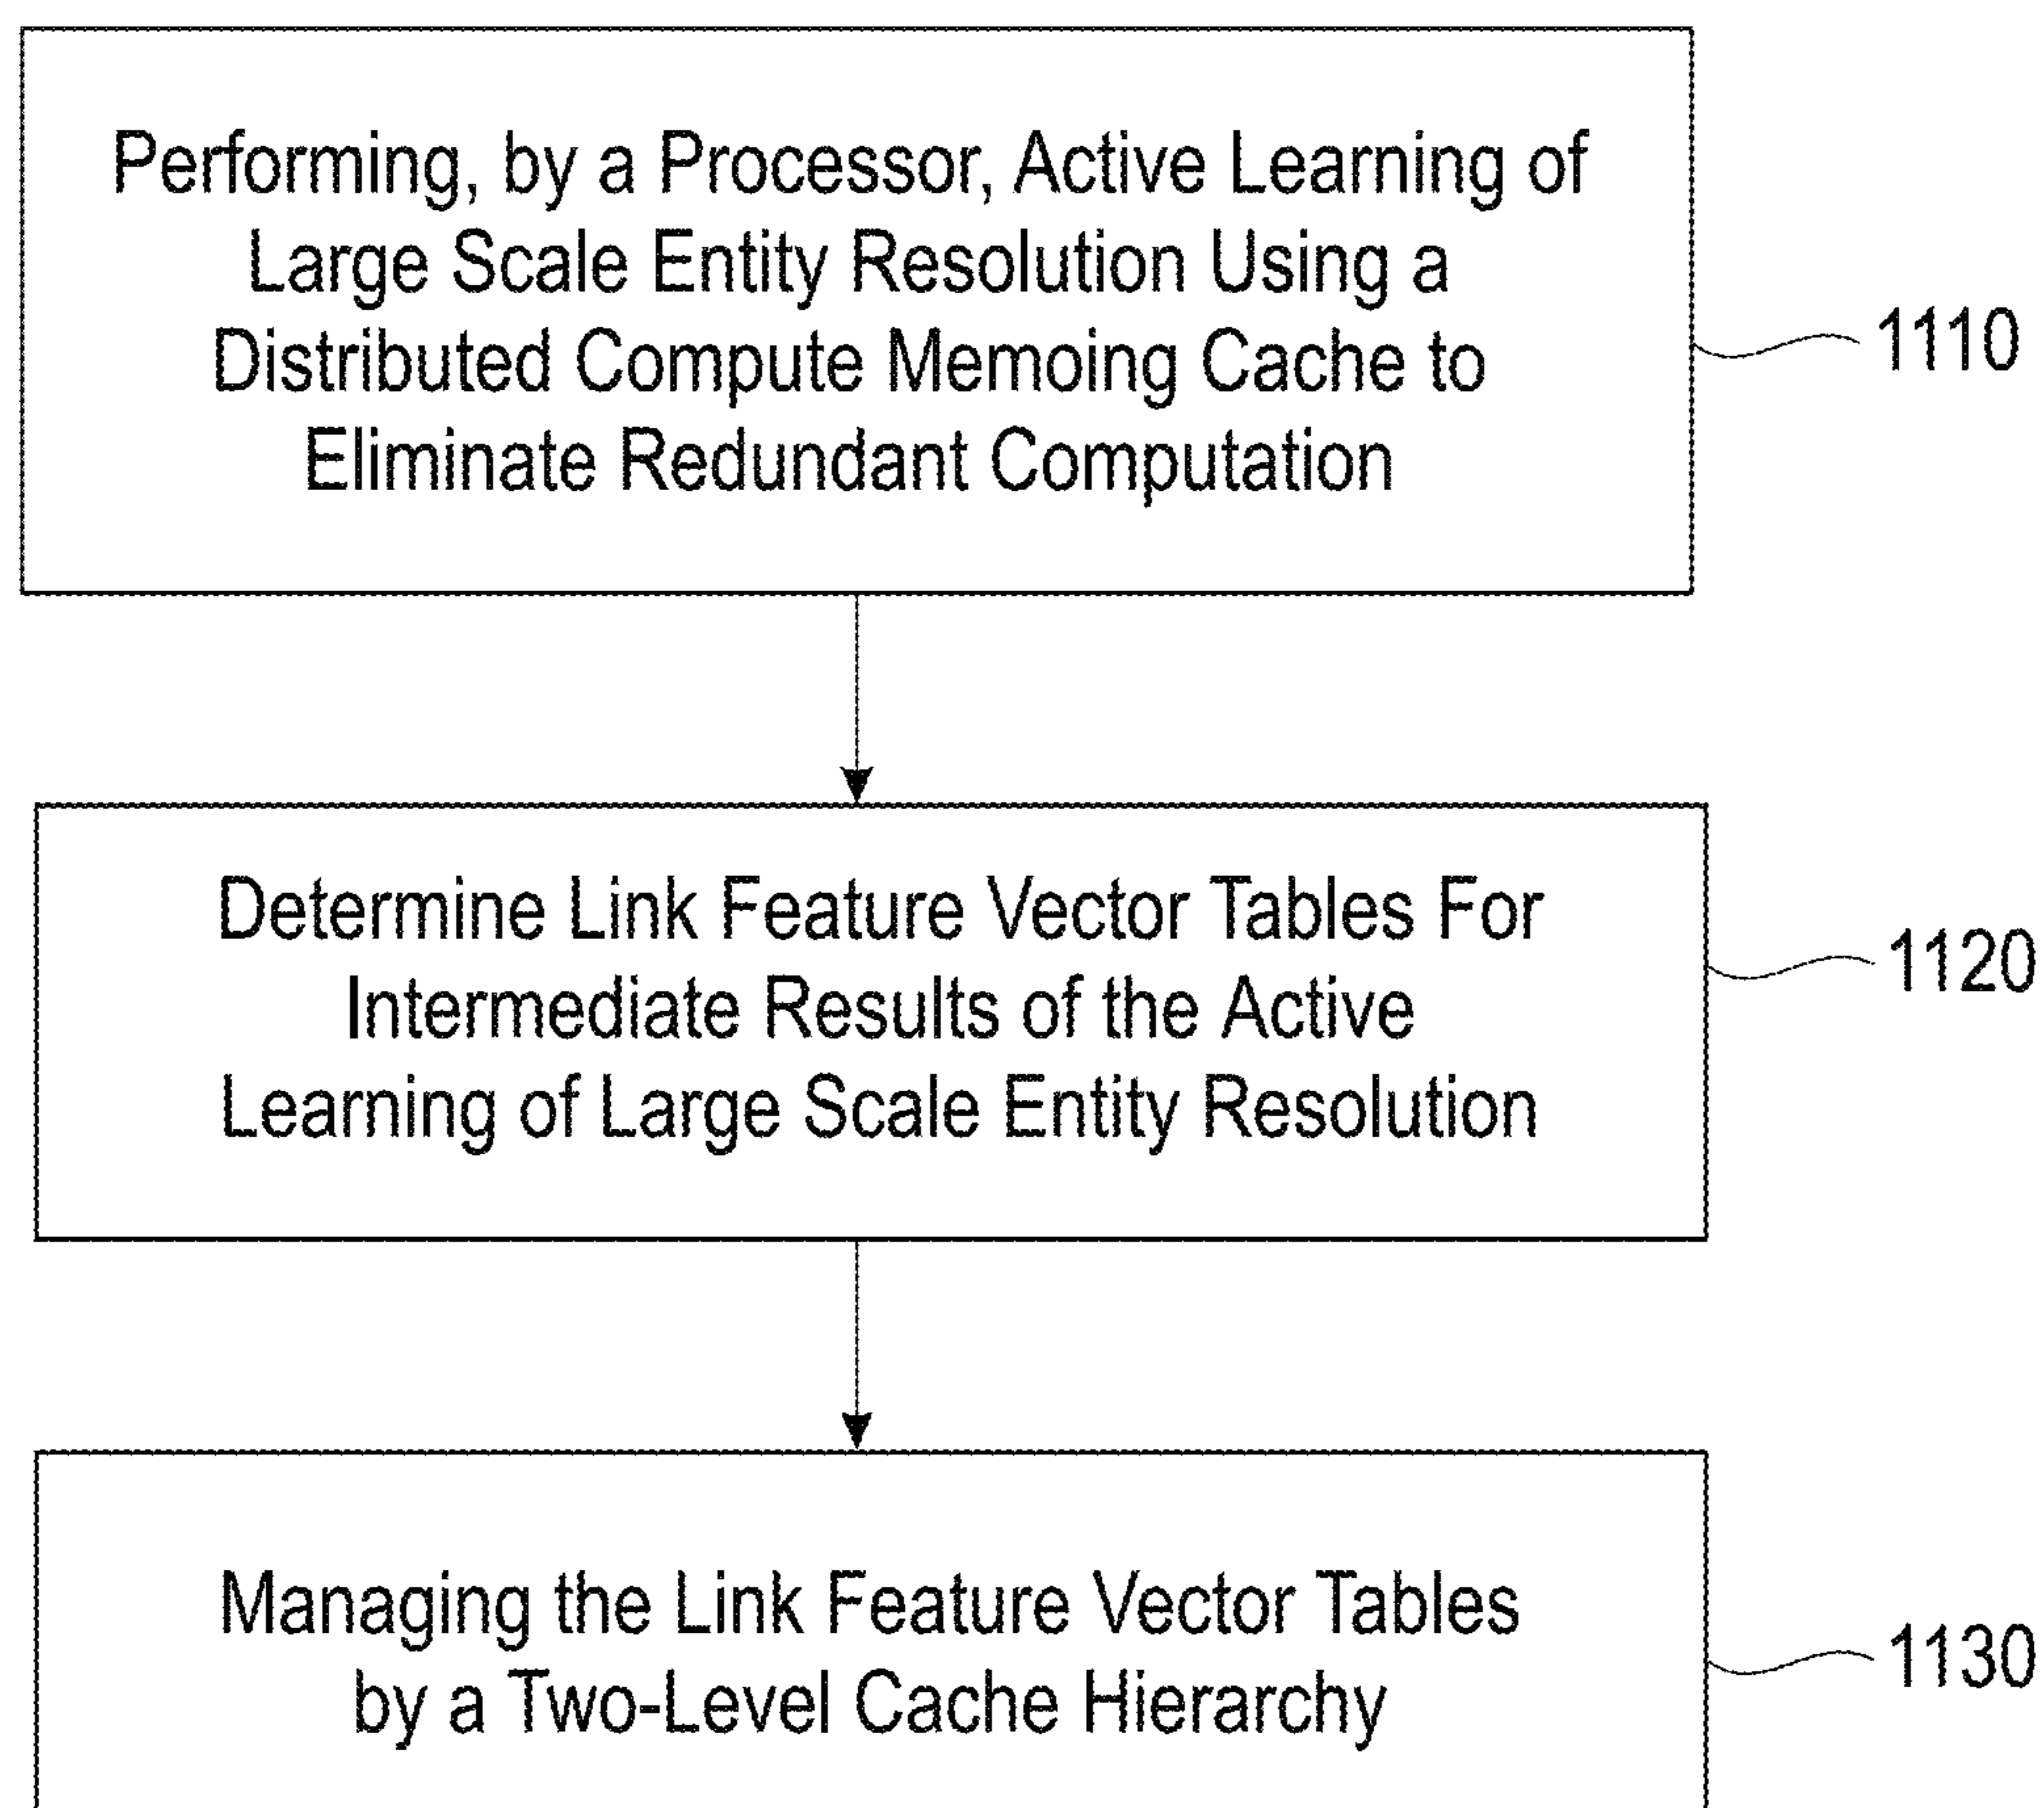 Performing, by a Processor, Active Learning of
Large Scale Entity Resolution Using a
Distributed Compute Memoing Cache to
Eliminate Redundant Computation
1110
Determine Link Feature Vector Tables For
Intermediate Results of the Active
Learning of Large Scale Entity Resolution
1120
Managing the Link Feature Vector Tables
by a Two-Level Cache Hierarchy
1130